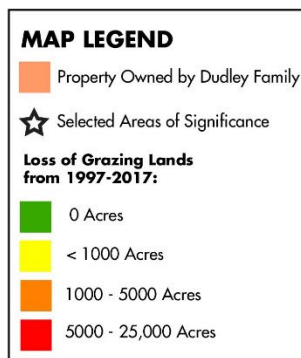 MAP LEGEND
Property Owned by Dudley Family
Selected Areas of Significance
Loss of Grazing Lands
from 1997-2017:
0 Acres
< 1000 Acres
1000 - 5000 Acres
5000 - 25,000 Acres